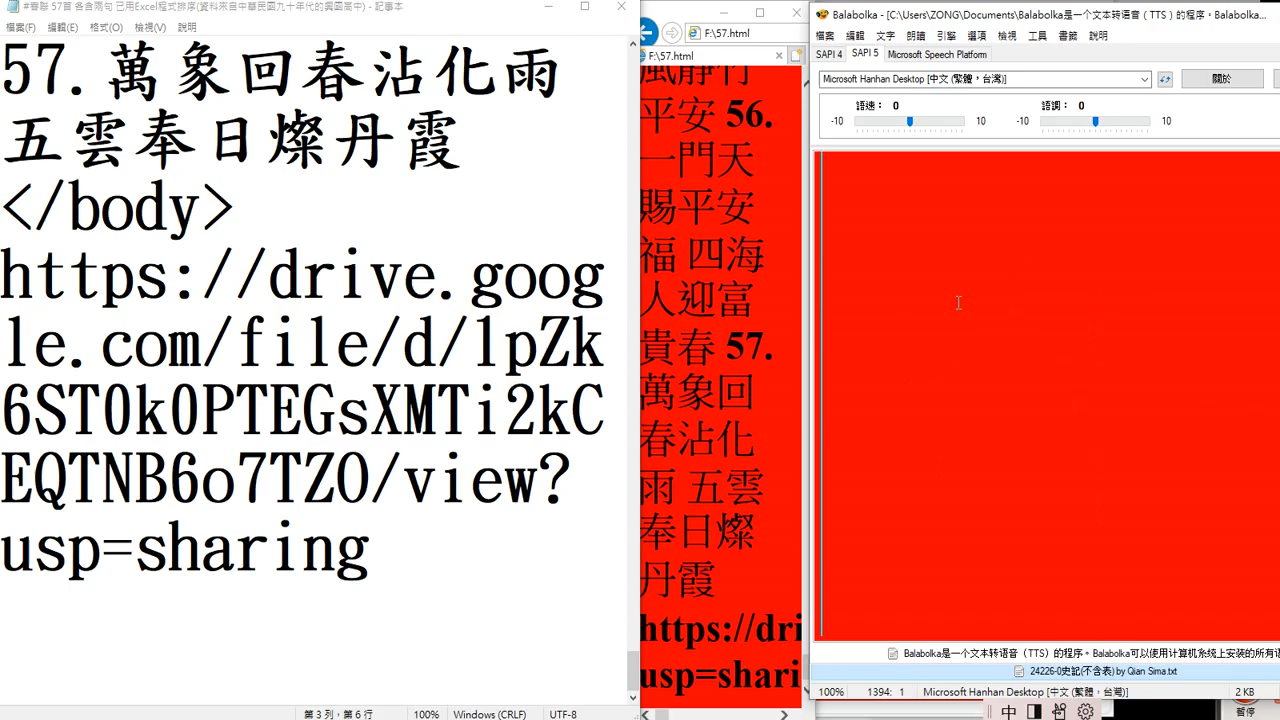 #春聯 57首 各含兩句 已用Excel程式排序(資料來自中華民國九十年代的興國高中) - 記事本
檔案(F) 編輯(E) 格式(O) 檢視(V) 說明
57.萬象回春沾化雨
五雲奉日燦丹霞
</body>
https://drive.goog
le.com/file/d/1pZk
6ST0k0PTEGsXMTi2kC
EQTNB6o7TZO/view?
usp=sharing
第 3 列，第 6 行 100% Windows (CRLF) UTF-8
F:\57.html
F:\57.html
風靜竹
平安 56.
一門天
賜平安
福 四海
人迎富
貴春 57.
萬象回
春沾化
雨 五雲
奉日燦
丹霞
https://dri
usp=shari
Balabolka - [C:\Users\ZONG\Documents\Balabolka是一个文本转语音（TTS）的程序。Balabolka...
檔案 編輯 文字 朗讀 引擎 選項 檢視 工具 書籤 說明
SAPI 4 SAPI 5 Microsoft Speech Platform
Microsoft Hanhan Desktop [中文 (繁體，台灣)] 關於
語速： 0 語調： 0
-10 10 -10 10
Balabolka是一个文本转语音（TTS）的程序。Balabolka可以使用计算机系统上安装的所有语
24226-0史記(不含表) by Qian Sima.txt
100% 1394: 1 Microsoft Hanhan Desktop [中文 (繁體，台灣)] 2 KB
中 暫停